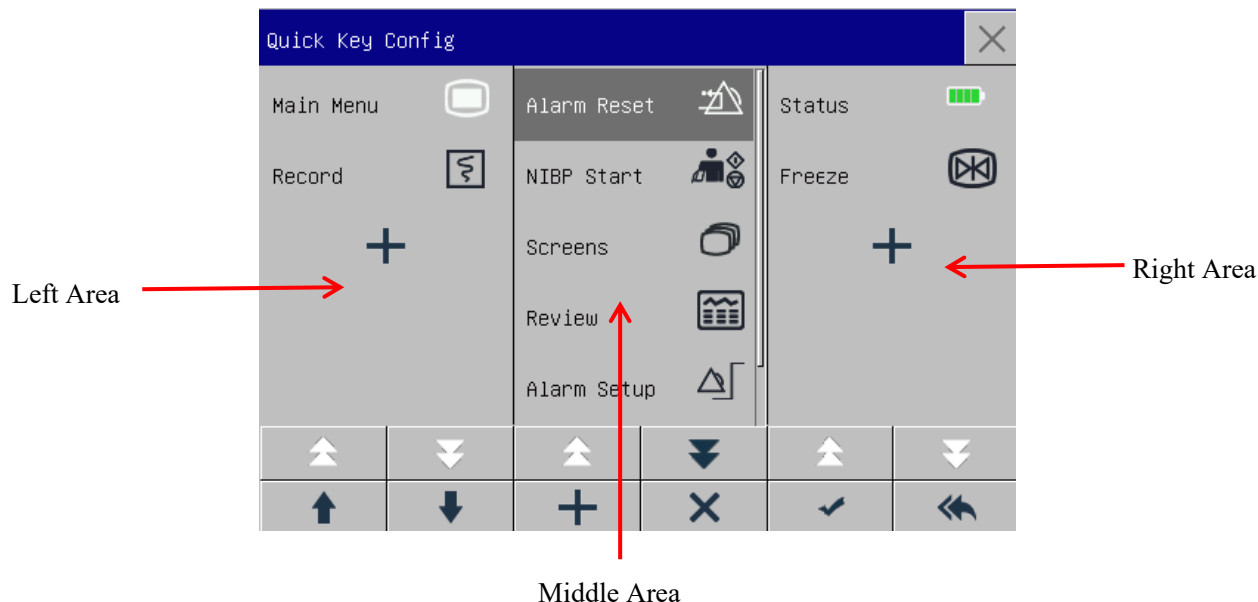 Quick Key Config
Main Menu
Record
Alarm Reset
NIBP Start
Screens
Review
Alarm Setup
Status
Freeze
Left Area
Right Area
Middle Area